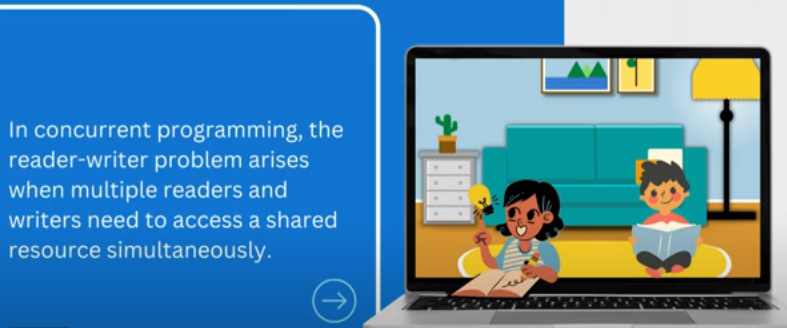 In concurrent programming, the
reader-writer problem arises
when multiple readers and
writers need to access a shared
resource simultaneously.